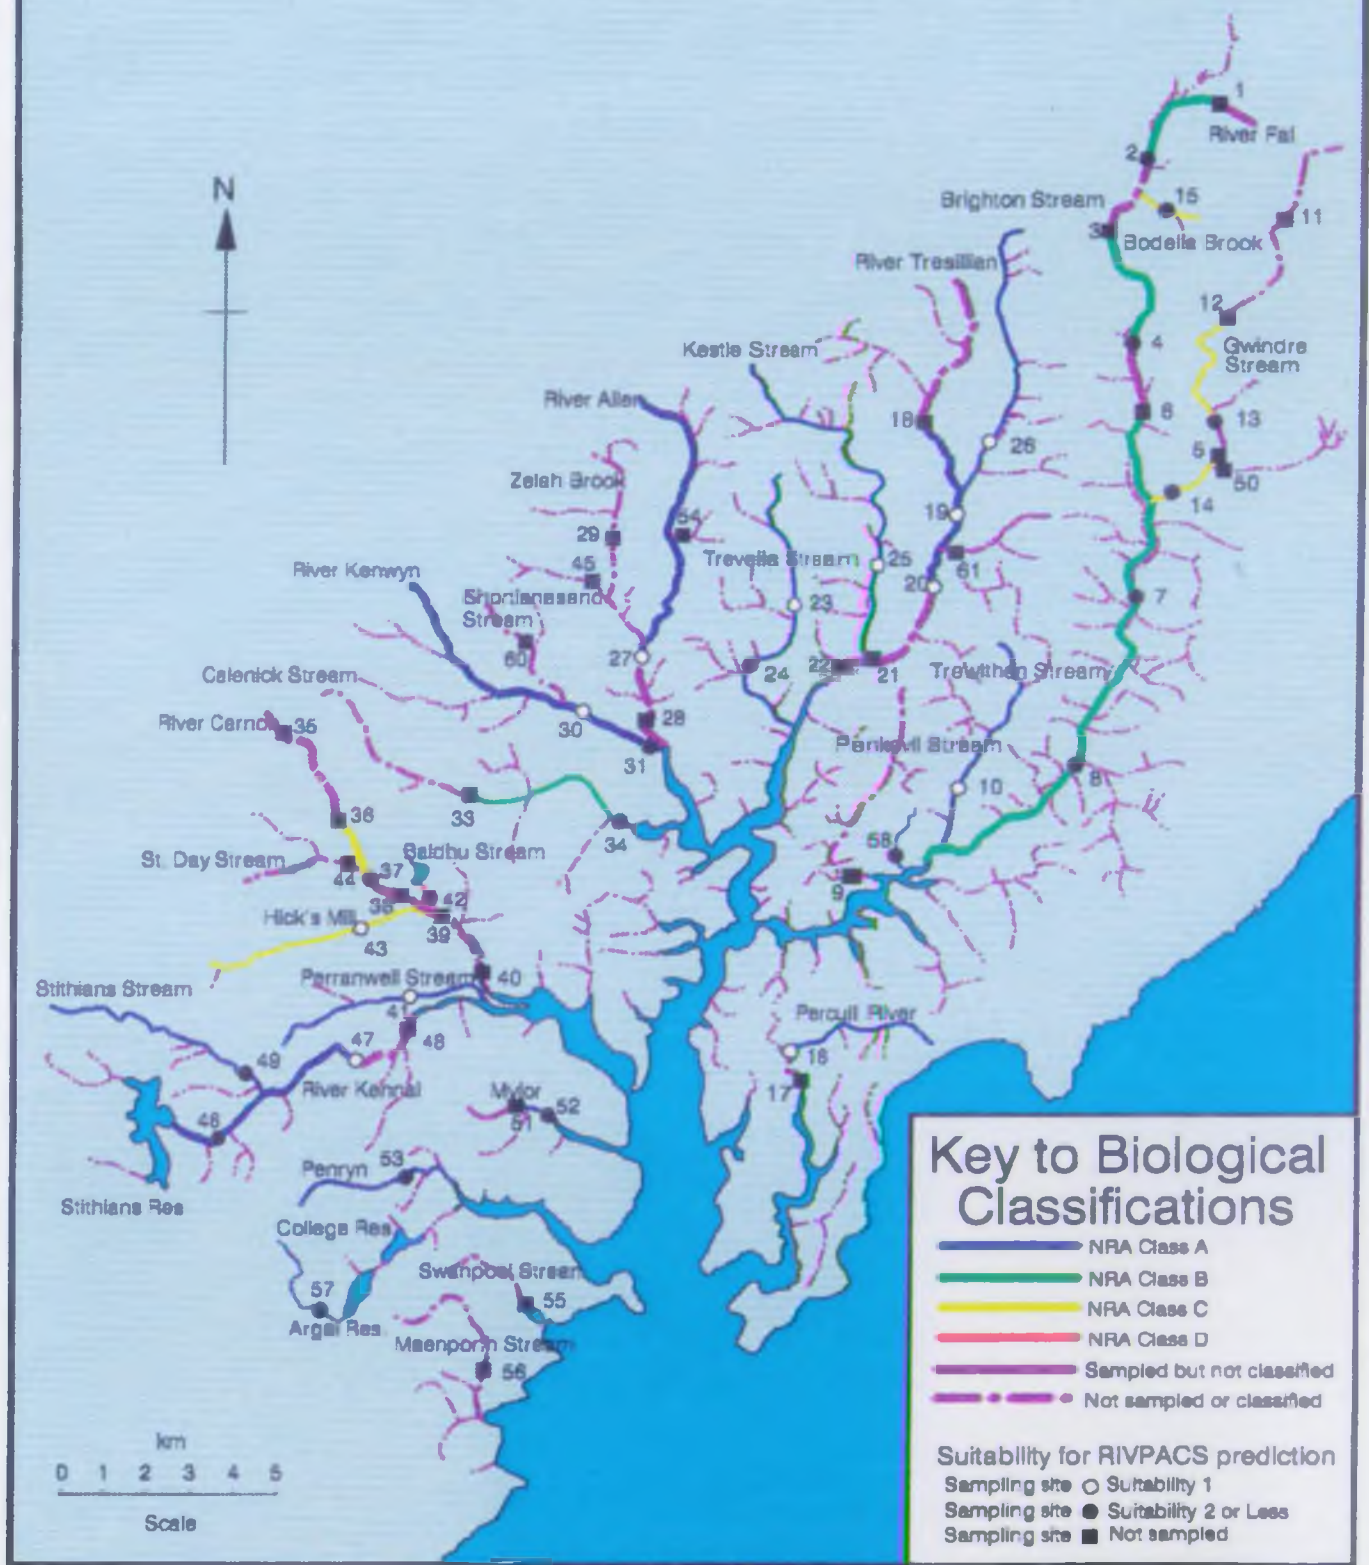 1
River Fal
2
N
15
Brighton Stream
11
3
Bodella Brook
River Tresillian
12
4
Gwindra
Stream
Kestle Stream
River Allen
6
18
13
26
5
Zelah Brook
50
14
19
54
29
Trevella Stream
25
61
45
River Kenwyn
20
7
Stream
23
60
27
22
21
24
Trewithen Stream
Calenick Stream
28
River Carnon
35
30
Penkevil Stream
31
8
10
33
36
58
34
Baldhu Stream
St. Day Stream
37
44
9
38
42
Hick's Mill
39
43
Perranwell Stream
40
Stithians Stream
41
Percuil River
48
47
16
49
River Kennal
17
Mylor
52
51
46
53
Penryn
Stithians Res
College Res
Swanpool Stream
57
55
Argal Res
Maenporth Stream
56
Key to Biological
Classifications
NRA Class A
NRA Class B
NRA Class C
NRA Class D
Sampled but not classified
Not sampled or classified
km
0 1 2 3 4 5
Scale
Suitability for RIVPACS prediction
Sampling site Suitability 1
Sampling site Suitability 2 or Less
Sampling site Not sampled